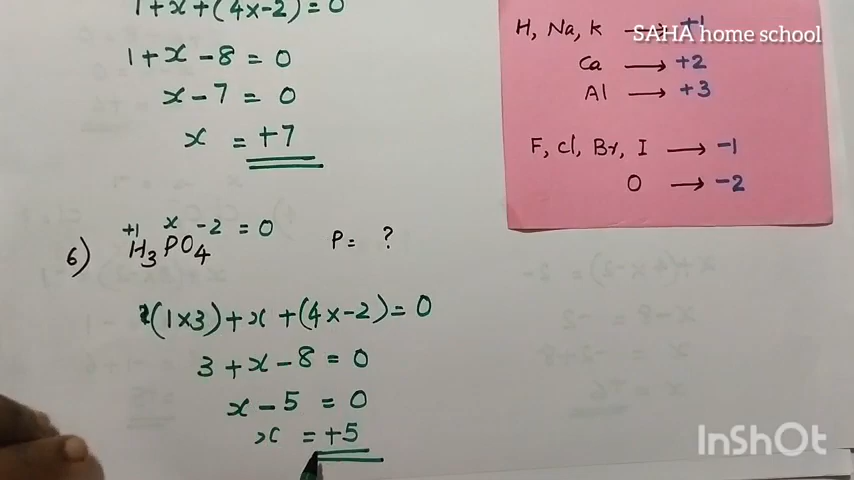 1 + x + (4x-2) = 0
1 + x - 8 = 0
x - 7 = 0
x = +7
6) H₃PO₄
+1 x -2 = 0
P = ?
(1×3) + x + (4×-2) = 0
3 + x - 8 = 0
x - 5 = 0
x = +5
SAHA home school
H, Na, K → +1
Ca → +2
Al → +3
F, Cl, Br, I → -1
O → -2
InShOt